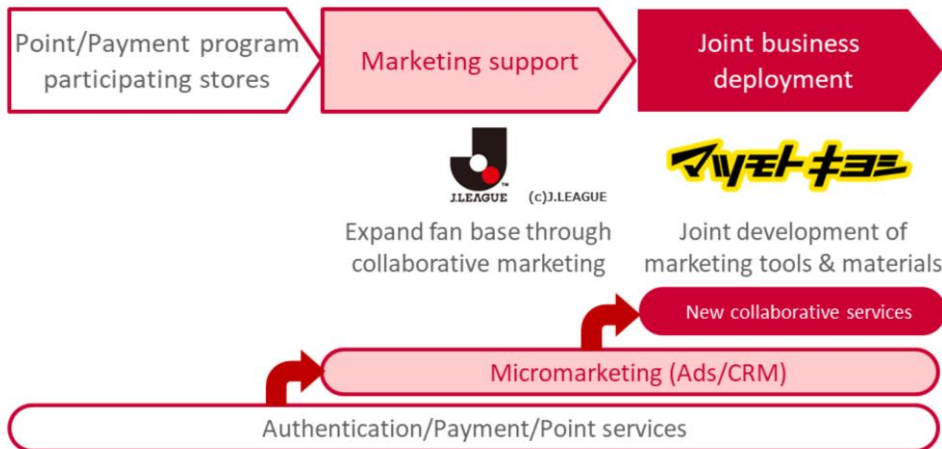 Point/Payment program
participating stores
Marketing support
Joint business
deployment
J.LEAGUE
TM
(c)J.LEAGUE
マツモトキヨシ
Expand fan base through
collaborative marketing
Joint development of
marketing tools & materials
New collaborative services
Micromarketing (Ads/CRM)
Authentication/Payment/Point services